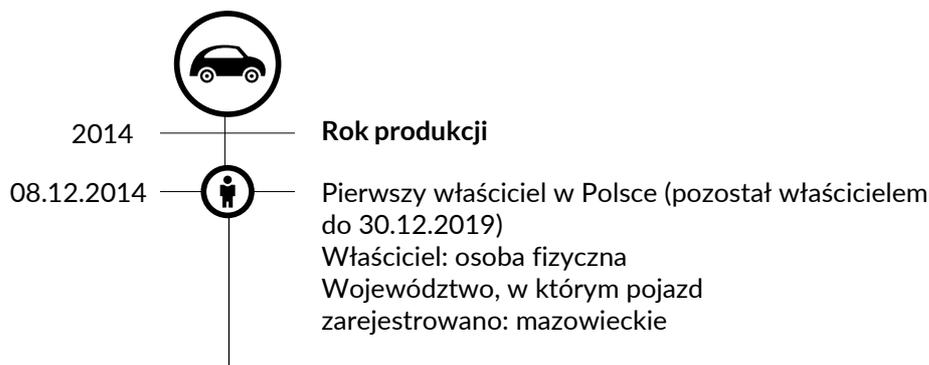 2014
Rok produkcji
08.12.2014
Pierwszy właściciel w Polsce (pozostał właścicielem
do 30.12.2019)
Właściciel: osoba fizyczna
Województwo, w którym pojazd
zarejestrowano: mazowieckie